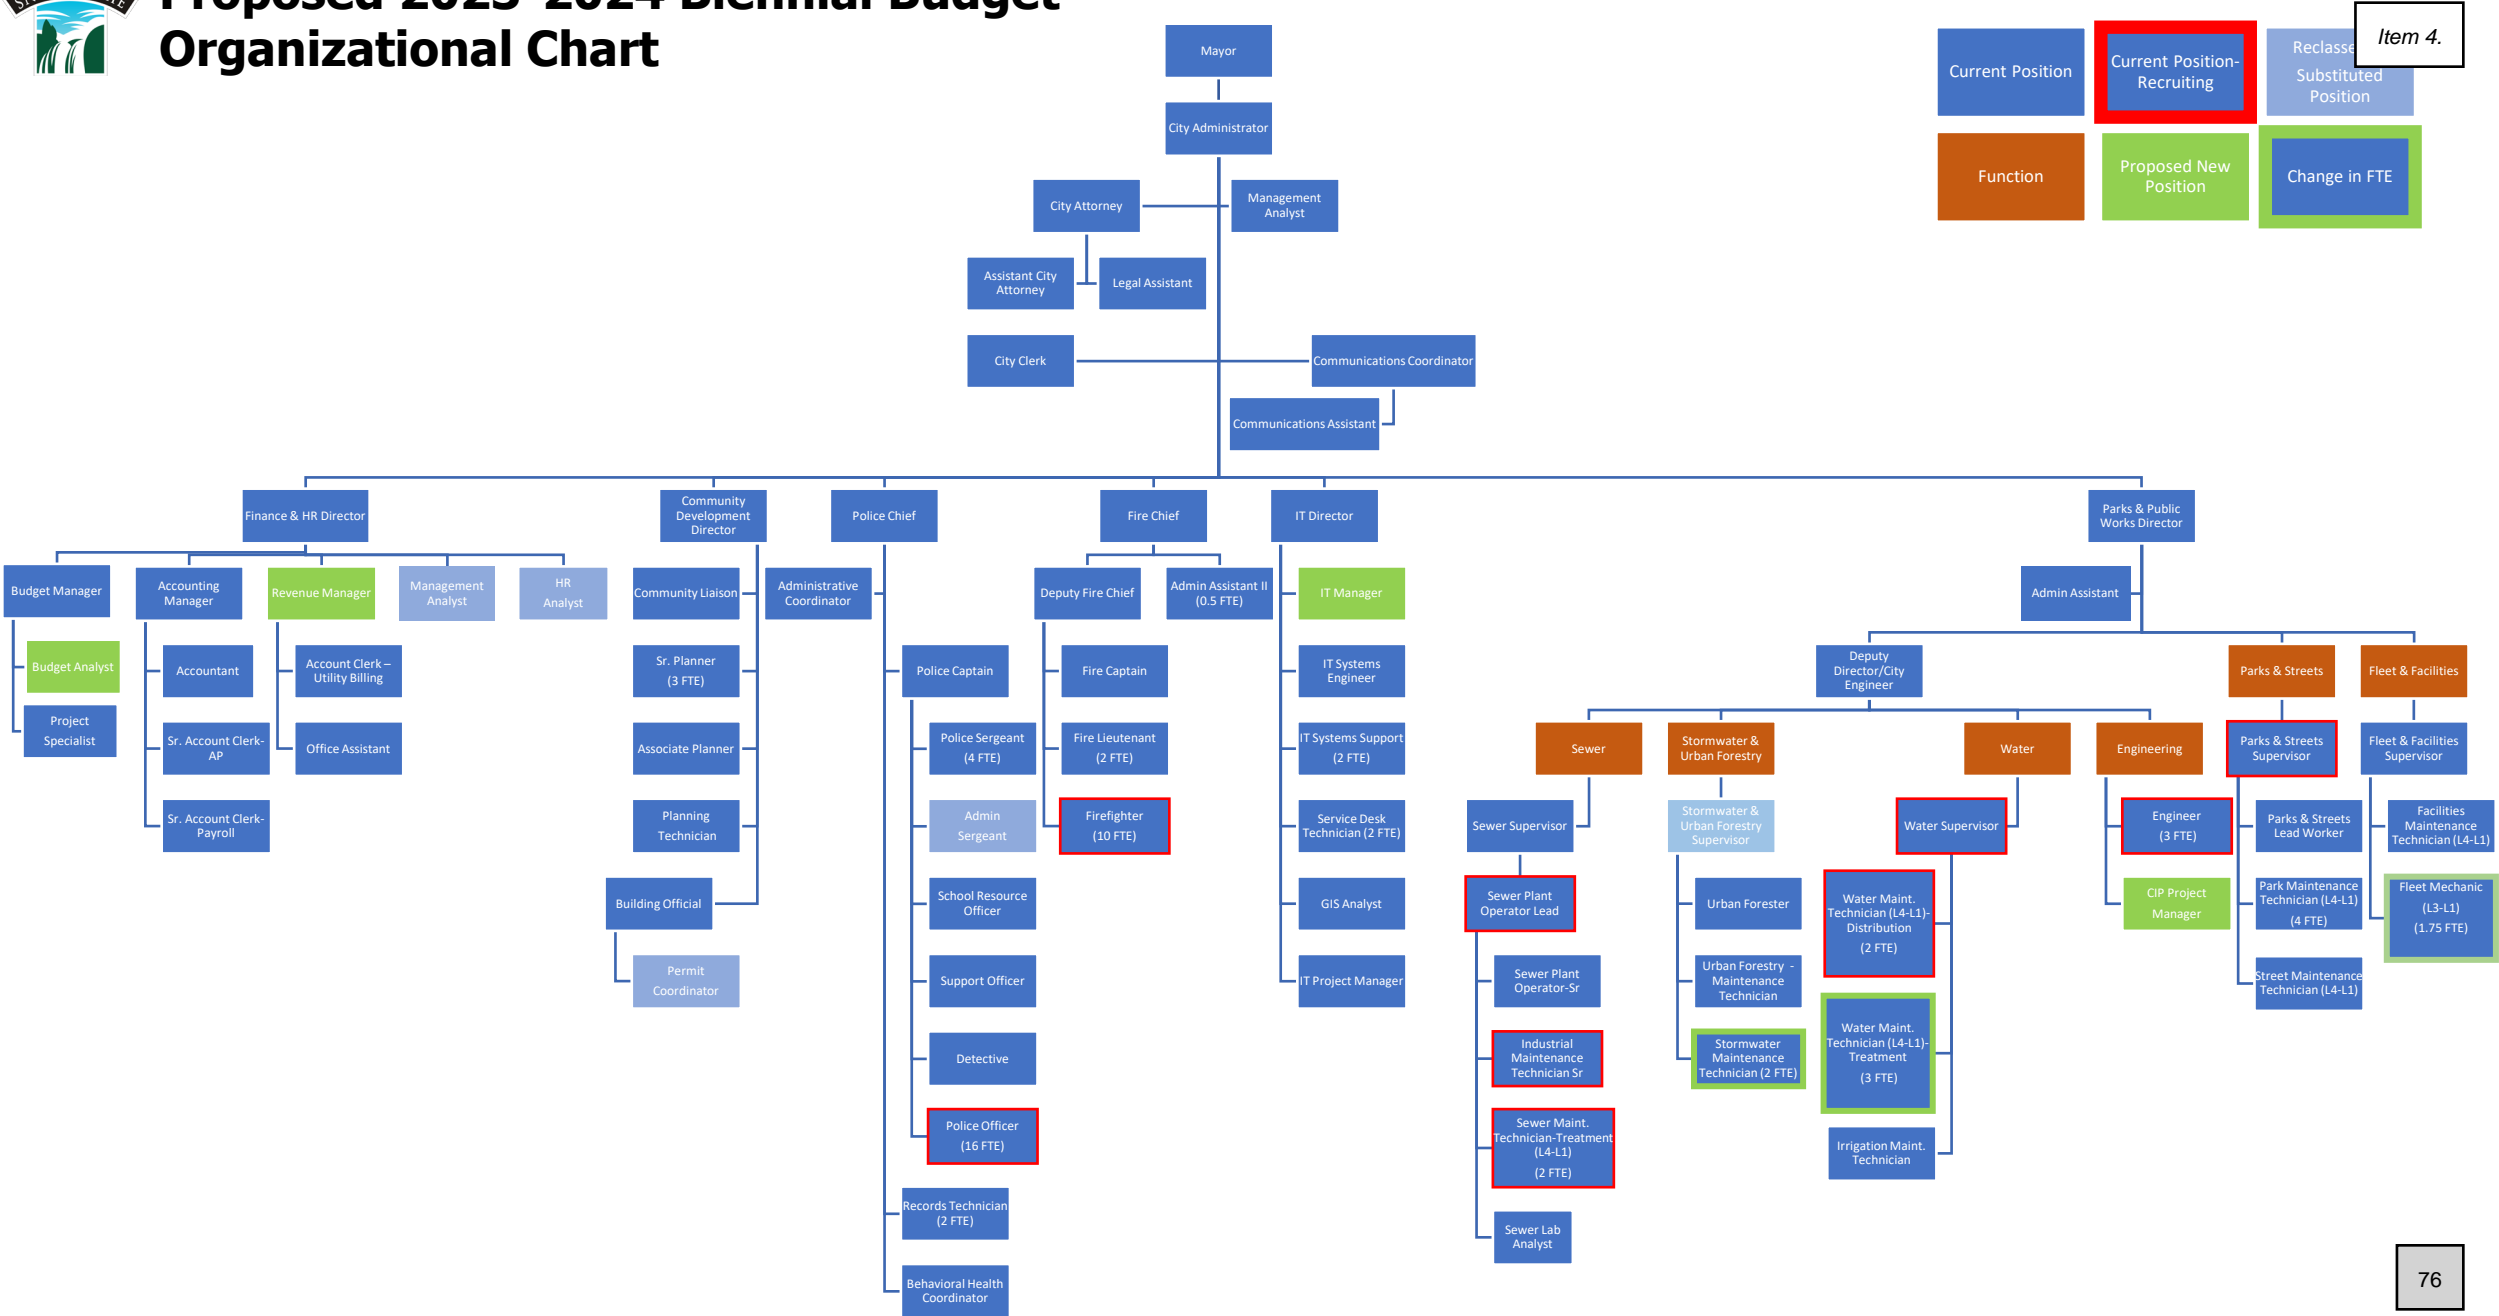 Proposed 2023-2024 Biennial Budget
Organizational Chart
Item 4.
Current Position
Current Position-
Recruiting
Substituted
Position
Function
Proposed New
Position
Change in FTE
Mayor
City Administrator
City Attorney
Management
Analyst
Assistant City
Attorney
Legal Assistant
City Clerk
Communications Coordinator
Communications Assistant
Finance & HR Director
Community
Development
Director
Police Chief
Fire Chief
IT Director
Parks & Public
Works Director
Budget Manager
Budget Analyst
Project
Specialist
Accounting
Manager
Accountant
Sr. Account Clerk-
AP
Sr. Account Clerk-
Payroll
Revenue Manager
Account Clerk –
Utility Billing
Office Assistant
Management
Analyst
HR
Analyst
Community Liaison
Sr. Planner
(3 FTE)
Associate Planner
Planning
Technician
Building Official
Permit
Coordinator
Administrative
Coordinator
Police Captain
Police Sergeant
(4 FTE)
Admin
Sergeant
School Resource
Officer
Support Officer
Detective
Police Officer
(16 FTE)
Records Technician
(2 FTE)
Behavioral Health
Coordinator
Deputy Fire Chief
Admin Assistant II
(0.5 FTE)
Fire Captain
Fire Lieutenant
(2 FTE)
Firefighter
(10 FTE)
IT Manager
IT Systems
Engineer
IT Systems Support
(2 FTE)
Service Desk
Technician (2 FTE)
GIS Analyst
IT Project Manager
Admin Assistant
Deputy
Director/City
Engineer
Parks & Streets
Fleet & Facilities
Sewer
Stormwater &
Urban Forestry
Water
Engineering
Parks & Streets
Supervisor
Fleet & Facilities
Supervisor
Sewer Supervisor
Sewer Plant
Operator Lead
Sewer Plant
Operator-Sr
Industrial
Maintenance
Technician Sr
Sewer Maint.
Technician-Treatment
(L4-L1)
(2 FTE)
Sewer Lab
Analyst
Stormwater &
Urban Forestry
Supervisor
Urban Forester
Urban Forestry -
Maintenance
Technician
Stormwater
Maintenance
Technician (2 FTE)
Water Supervisor
Water Maint.
Technician (L4-L1)-
Distribution
(2 FTE)
Water Maint.
Technician (L4-L1)-
Treatment
(3 FTE)
Irrigation Maint.
Technician
Engineer
(3 FTE)
CIP Project
Manager
Parks & Streets
Lead Worker
Park Maintenance
Technician (L4-L1)
(4 FTE)
Street Maintenance
Technician (L4-L1)
Facilities
Maintenance
Technician (L4-L1)
Fleet Mechanic
(L3-L1)
(1.75 FTE)
76